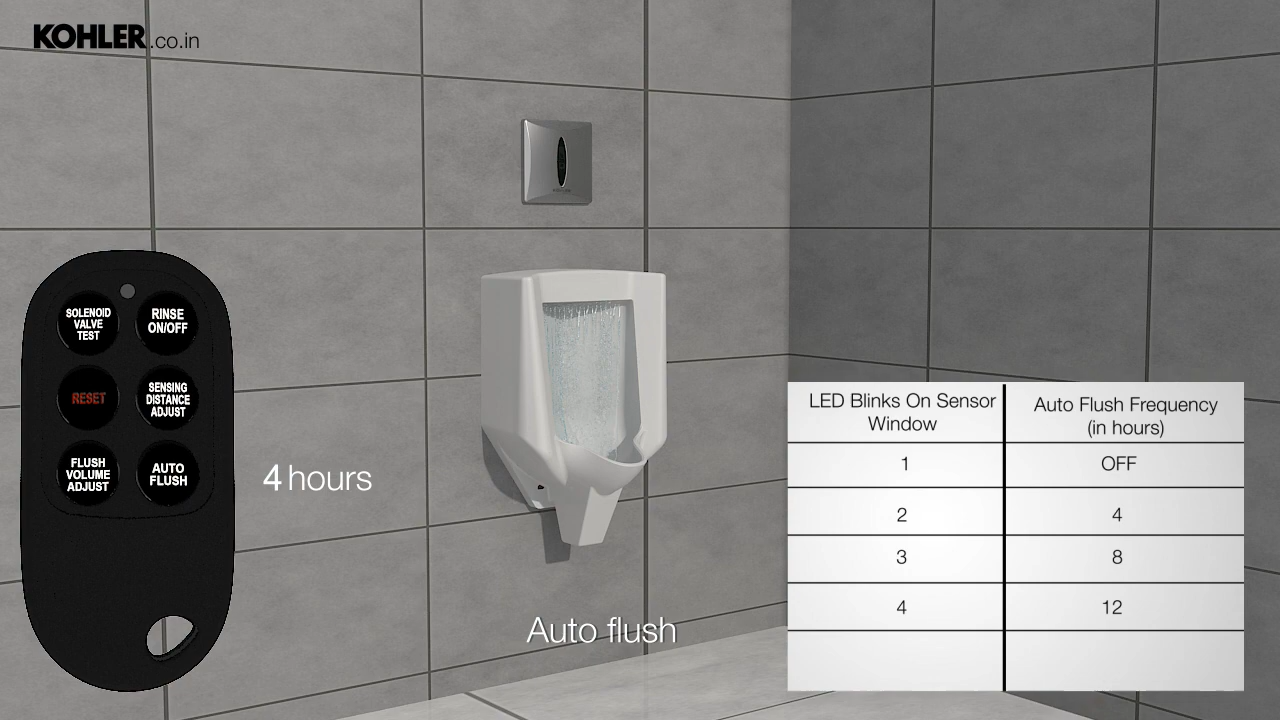 KOHLER.co.in
SOLENOID
VALVE
TEST
RINSE
ON/OFF
RESET
SENSING
DISTANCE
ADJUST
FLUSH
VOLUME
ADJUST
AUTO
FLUSH
4 hours
Auto flush
LED Blinks On Sensor
Window
Auto Flush Frequency
(in hours)
1 OFF
2 4
3 8
4 12